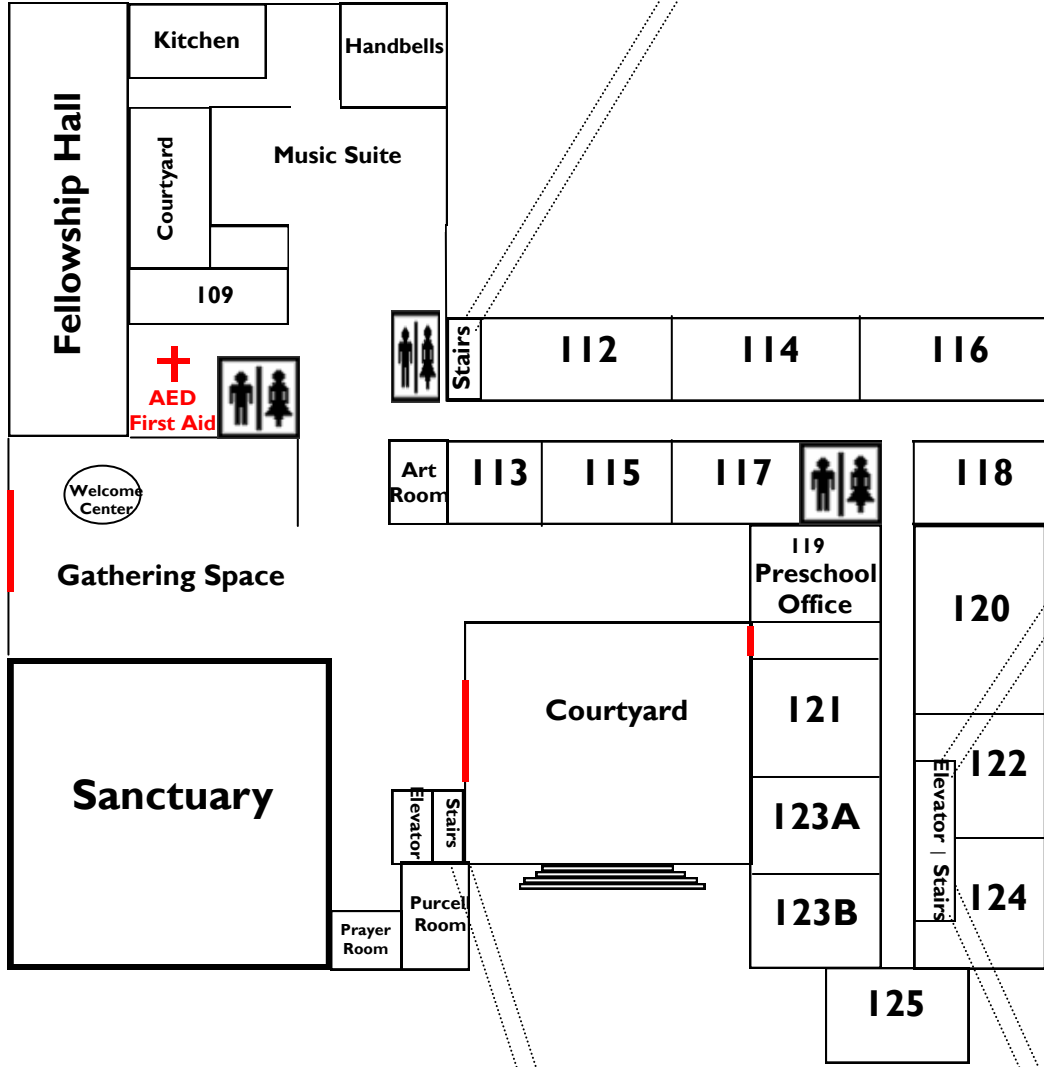 Kitchen
Handbells
Fellowship Hall
Courtyard
Music Suite
109
AED
First Aid
Stairs
112
114
116
Art
Room
113
115
117
118
Welcome
Center
Gathering Space
119
Preschool
Office
120
Sanctuary
Courtyard
121
122
Elevator
Stairs
123A
Elevator | Stairs
Purcell
Room
123B
124
Prayer
Room
125